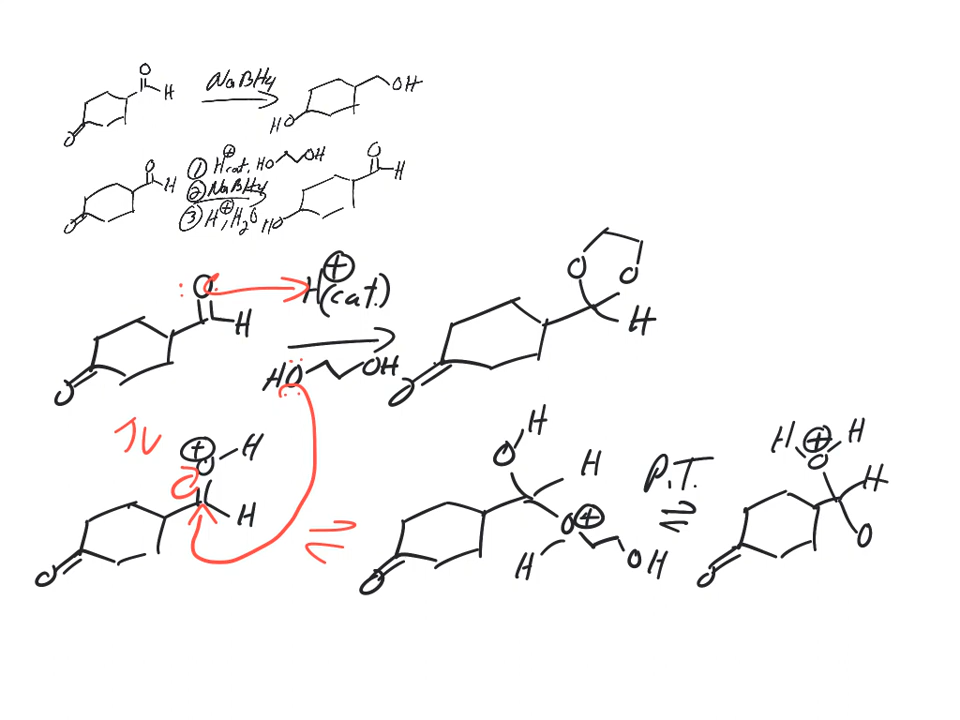 O
H
NaBH4
OH
O
HO
O
H
① H⊕ cat., HO OH
② NaBH4
③ H⊕, H2O
O
H
O
HO
O
H
H⊕ (cat.)
O
O
H
O
HO OH
O
⊕
O H
H
O
O H
H
O ⊕
H
OH
O
P.T.
H ⊕ H
O
H
O
O